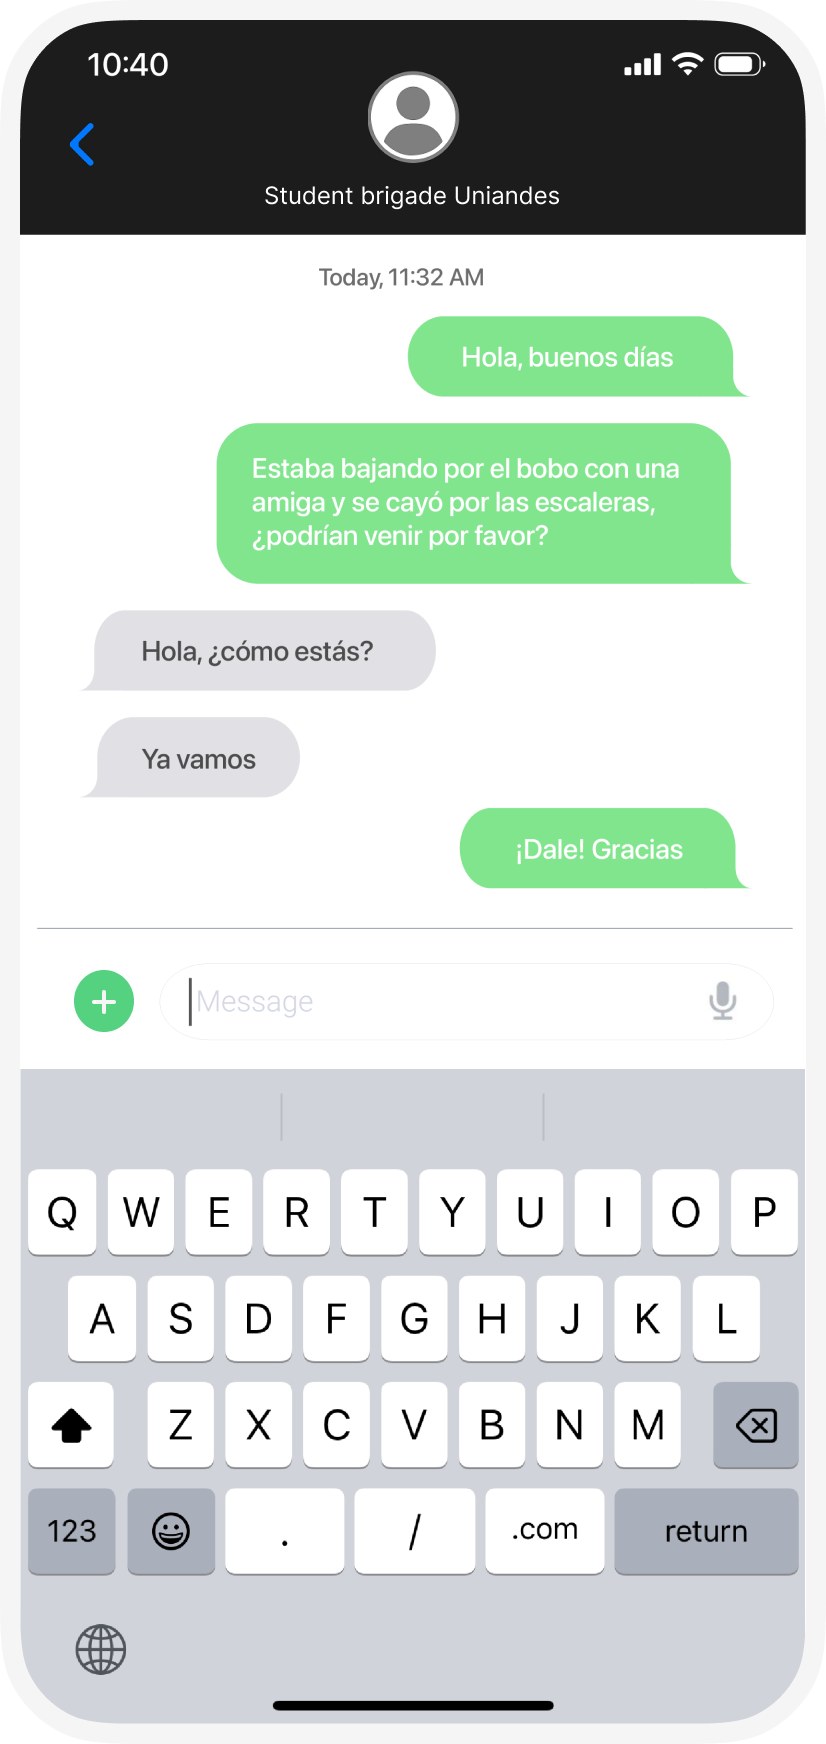 10:40
Student brigade Uniandes
Today, 11:32 AM
Hola, buenos días
Estaba bajando por el bobo con una
amiga y se cayó por las escaleras,
¿podrían venir por favor?
Hola, ¿cómo estás?
Ya vamos
¡Dale! Gracias
Message
Q W E R T Y U I O P
A S D F G H J K L
Z X C V B N M
123 . / .com return